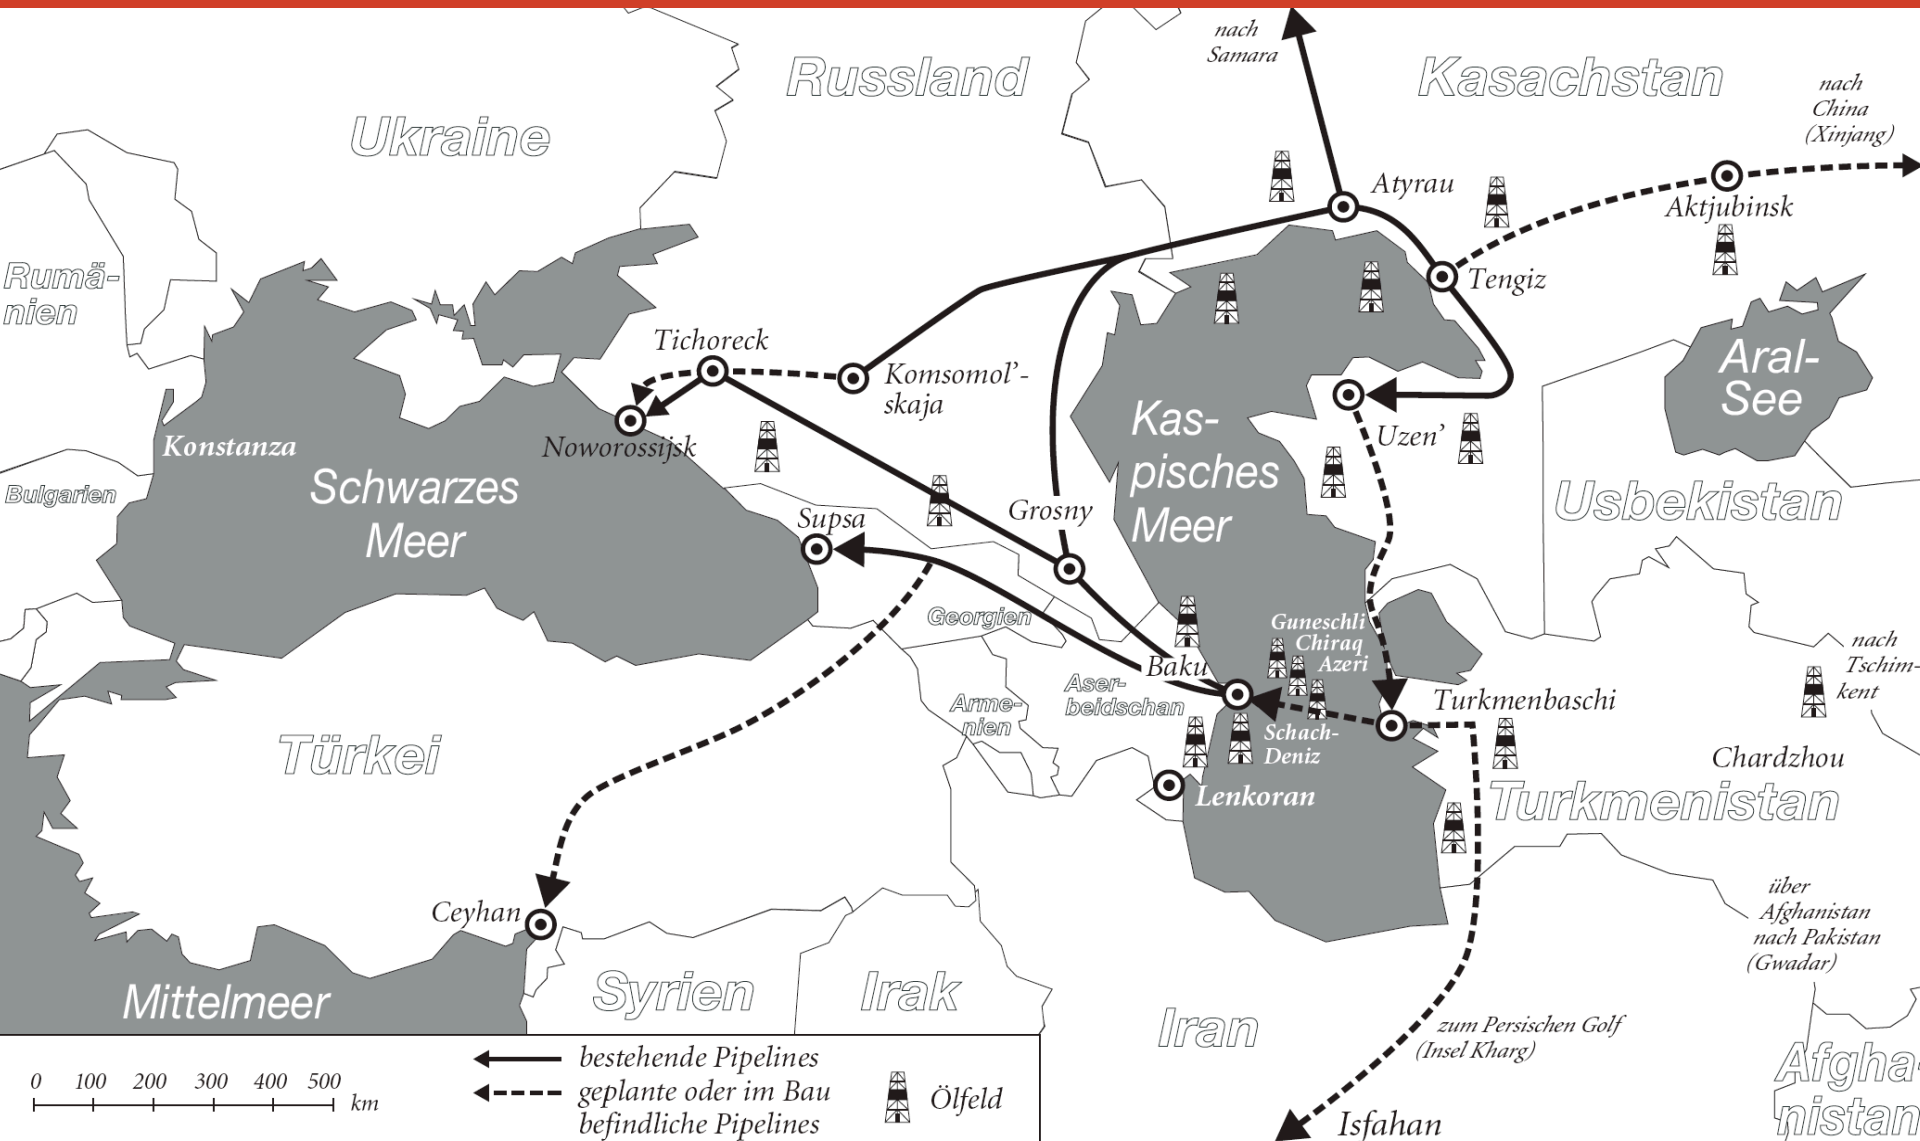 nach
Samara
Russland
Kasachstan
nach
China
(Xinjang)
Ukraine
Atyrau
Aktjubinsk
Rumä-
nien
Tengiz
Tichoreck
Komsomol’-
skaja
Aral-
See
Kas-
pisches
Meer
Uzen’
Konstanza
Noworossijsk
Bulgarien
Schwarzes
Meer
Usbekistan
Grosny
Supsa
Georgien
Guneschli
Chiraq
Azeri
Baku
nach
Tschim-
kent
Aser-
beidschan
Arme-
nien
Turkmenbaschi
Schach-
Deniz
Türkei
Chardzhou
Lenkoran
Turkmenistan
über
Afghanistan
nach Pakistan
(Gwadar)
Ceyhan
Mittelmeer
Syrien
Irak
Iran
zum Persischen Golf
(Insel Kharg)
Afgha-
nistan
Isfahan
0 100 200 300 400 500
km
bestehende Pipelines
geplante oder im Bau
befindliche Pipelines
Ölfeld